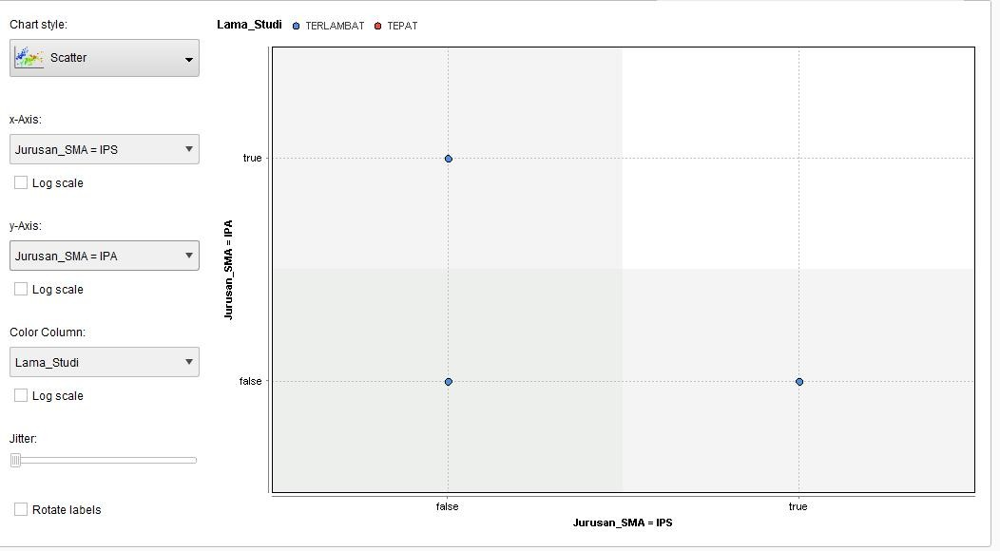 Chart style:
Scatter
x-Axis:
Jurusan_SMA = IPS
Log scale
y-Axis:
Jurusan_SMA = IPA
Log scale
Color Column:
Lama_Studi
Log scale
Jitter:
Rotate labels
Lama_Studi TERLAMBAT TEPAT
true
Jurusan_SMA = IPA
false
false true
Jurusan_SMA = IPS